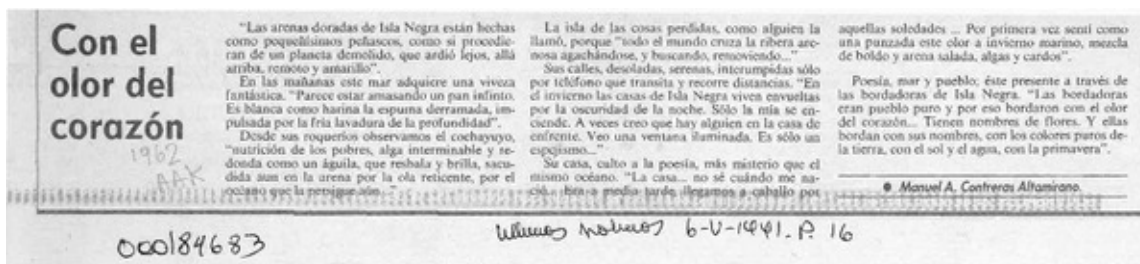 Con el
olor del
corazón
1962
AAK
"Las arenas doradas de Isla Negra están hechas
como poqueñísimos peñascos, como si procedie-
ran de un planeta demolido, que ardió lejos, allá
arriba, remoto y amarillo".
En las mañanas este mar adquiere una viveza
fantástica. "Parece estar amasando un pan infinto.
Es blanca como harina la espuma derramada, im-
pulsada por la fría lavadura de la profundidad".
Desde sus roqueríos observamos el cochayuyo,
"nutrición de los pobres, alga interminable y re-
donda como un águila, que resbala y brilla, sacu-
dida aun en la arena por la ola reticente, por el
océano que la persigue aún..."
La isla de las cosas perdidas, como alguien la
llamó, porque "todo el mundo cruza la ribera are-
nosa agachándose, y buscando, removiendo..."
Sus calles, desoladas, serenas, interrumpidas sólo
por teléfono que transita y recorre distancias. "En
el invierno las casas de Isla Negra viven envueltas
por la oscuridad de la noche. Sólo la mía se en-
ciende. A veces creo que hay alguien en la casa de
enfrente. Veo una ventana iluminada. Es sólo un
espejismo..."
Su casa, culto a la poesía, más misterio que el
mismo océano. "La casa... no sé cuándo me na-
ció... era a media tarde, llegamos a caballo por
aquellas soledades ... Por primera vez sentí como
una punzada este olor a invierno marino, mezcla
de boldo y arena salada, algas y cardos".
Poesía, mar y pueblo; éste presente a través de
las bordadoras de Isla Negra. "Las bordadoras
eran pueblo puro y por eso bordaron con el olor
del corazón... Tienen nombres de flores. Y ellas
bordan con sus nombres, con los colores puros de
la tierra, con el sol y el agua, con la primavera".
● Manuel A. Contreras Altamirano.
000184683
Últimas Noticias 6-V-1991. P. 16